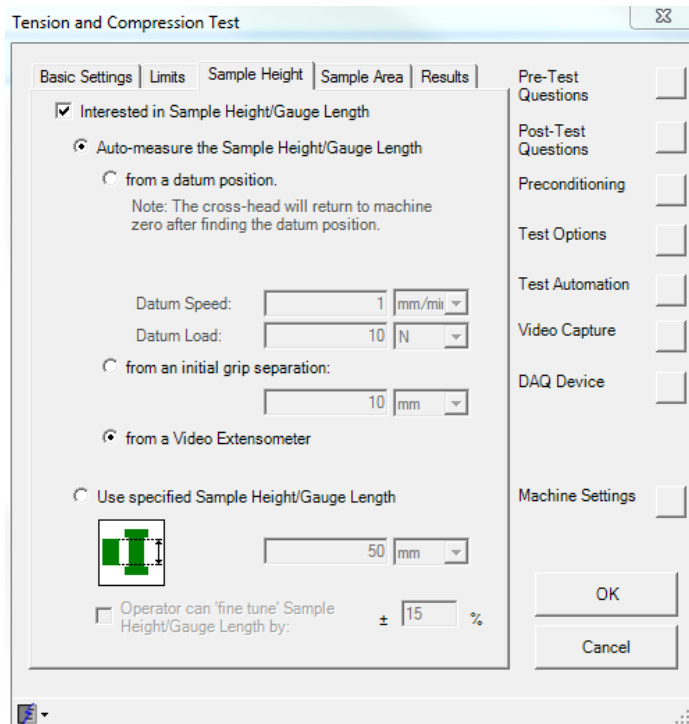 Tension and Compression Test
Basic Settings Limits Sample Height Sample Area Results
Interested in Sample Height/Gauge Length
Auto-measure the Sample Height/Gauge Length
from a datum position.
Note: The cross-head will return to machine
zero after finding the datum position.
Datum Speed: 1 mm/min
Datum Load: 10 N
from an initial grip separation:
10 mm
from a Video Extensometer
Use specified Sample Height/Gauge Length
50 mm
Operator can 'fine tune' Sample
Height/Gauge Length by: ± 15 %
Pre-Test
Questions
Post-Test
Questions
Preconditioning
Test Options
Test Automation
Video Capture
DAQ Device
Machine Settings
OK
Cancel